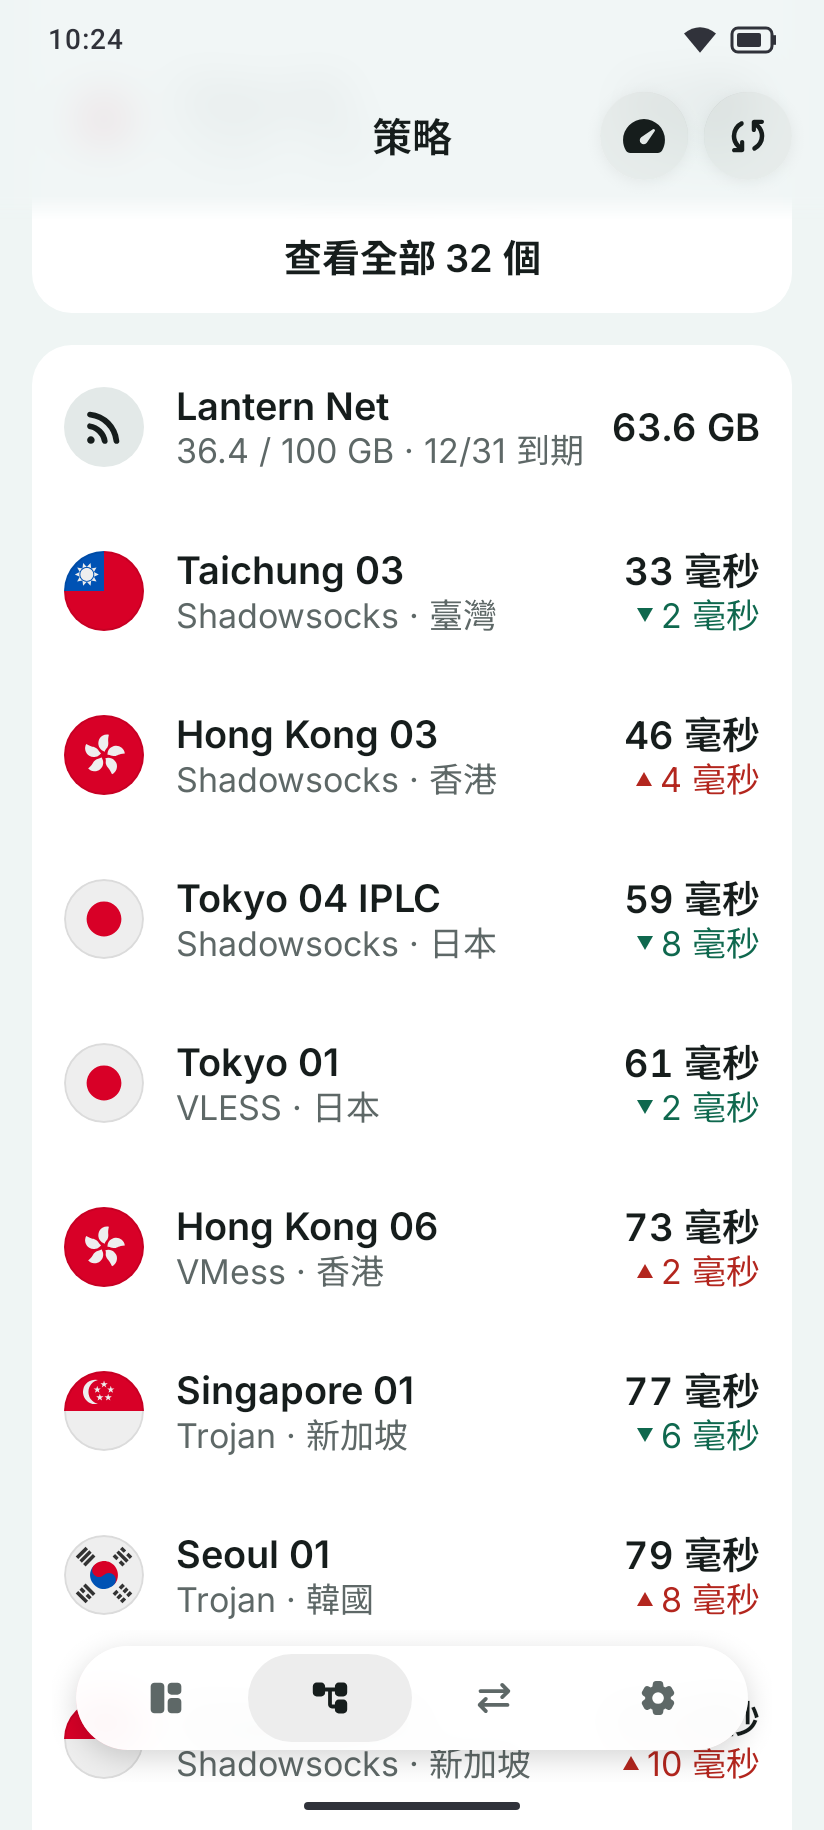 10:24
策略
查看全部 32 個
Lantern Net
36.4 / 100 GB · 12/31 到期
63.6 GB
Taichung 03
33 毫秒
Shadowsocks · 臺灣
▼2 毫秒
Hong Kong 03
46 毫秒
Shadowsocks · 香港
▲4 毫秒
Tokyo 04 IPLC
59 毫秒
Shadowsocks · 日本
▼8 毫秒
Tokyo 01
61 毫秒
VLESS · 日本
▼2 毫秒
Hong Kong 06
73 毫秒
VMess · 香港
▲2 毫秒
Singapore 01
77 毫秒
Trojan · 新加坡
▼6 毫秒
Seoul 01
79 毫秒
Trojan · 韓國
▲8 毫秒
Shadowsocks · 新加坡
▲10 毫秒